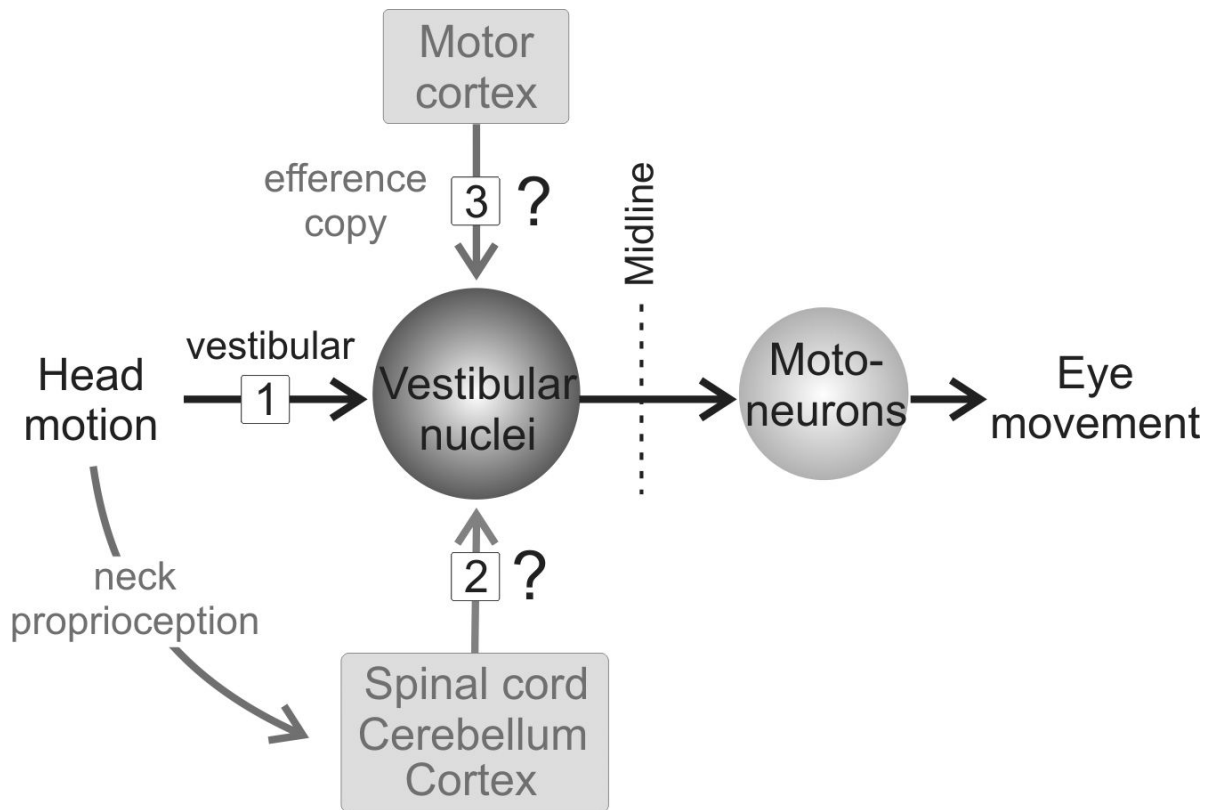 Motor
cortex
efference
copy
3 ?
Midline
vestibular
Head
motion
1
Vestibular
nuclei
Moto-
neurons
Eye
movement
2 ?
neck
proprioception
Spinal cord
Cerebellum
Cortex